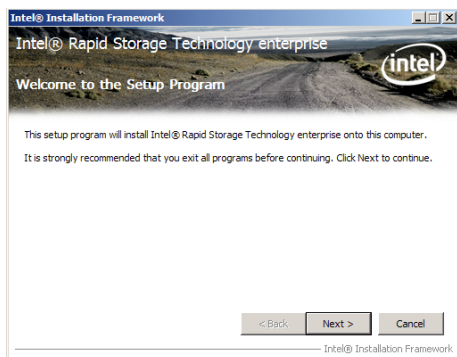 Intel® Installation Framework
Intel® Rapid Storage Technology enterprise
intel®
Welcome to the Setup Program
This setup program will install Intel® Rapid Storage Technology enterprise onto this computer.
It is strongly recommended that you exit all programs before continuing. Click Next to continue.
< Back Next > Cancel
Intel® Installation Framework